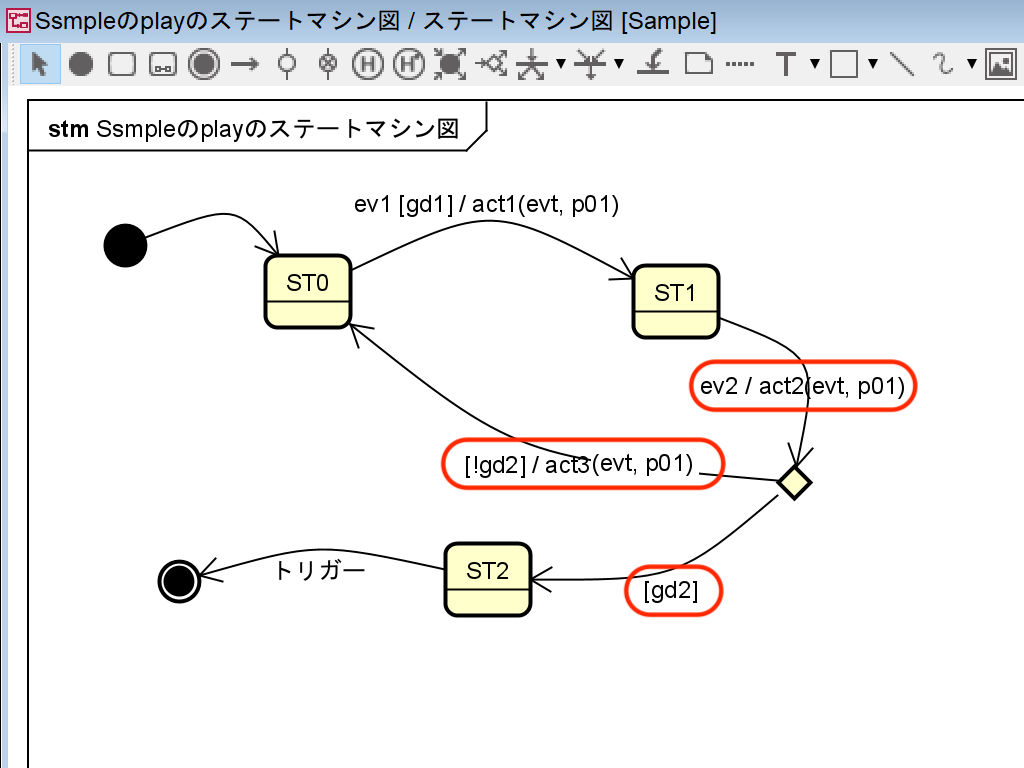 Ssmpleのplayのステートマシン図 / ステートマシン図 [Sample]
H H*
T
stm Ssmpleのplayのステートマシン図
ev1 [gd1] / act1(evt, p01)
ST0
ST1
ev2 / act2(evt, p01)
[!gd2] / act3(evt, p01)
トリガー
ST2
[gd2]